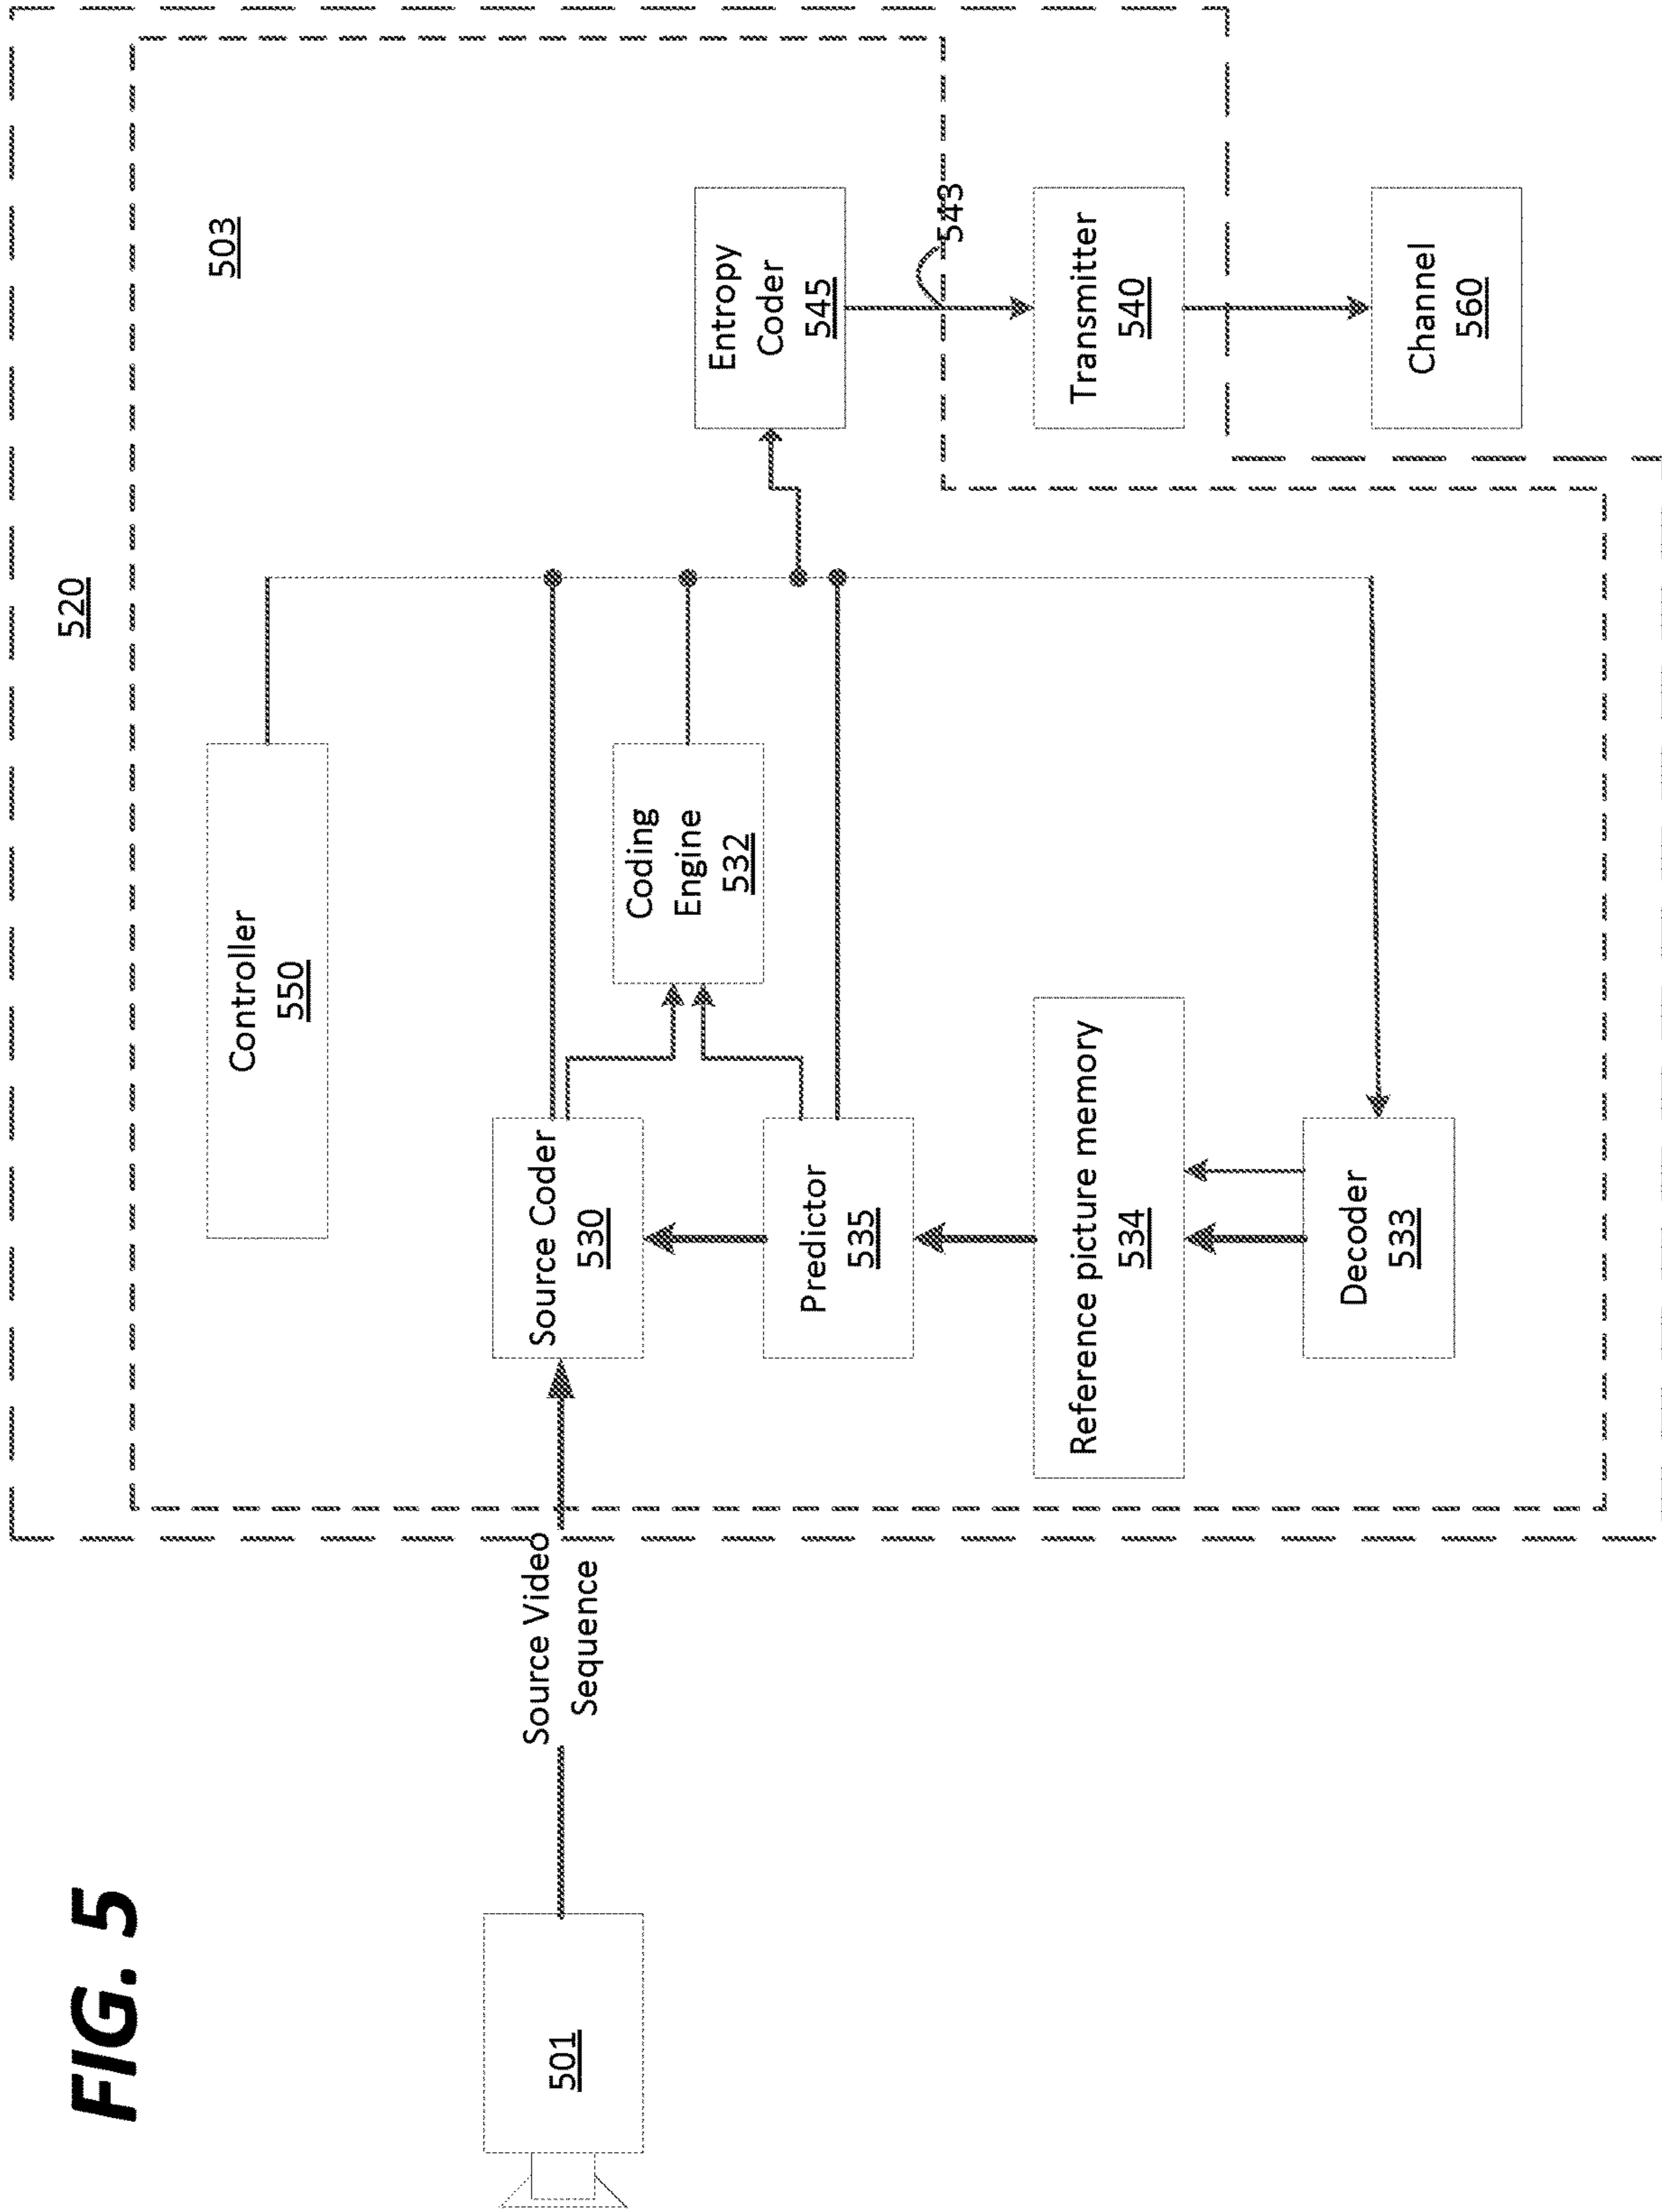 FIG. 5
520
503
Controller
550
501
Source Video
Sequence
Source Coder
530
Coding
Engine
532
Entropy
Coder
545
Predictor
535
543
Reference picture memory
534
Transmitter
540
Decoder
533
Channel
560